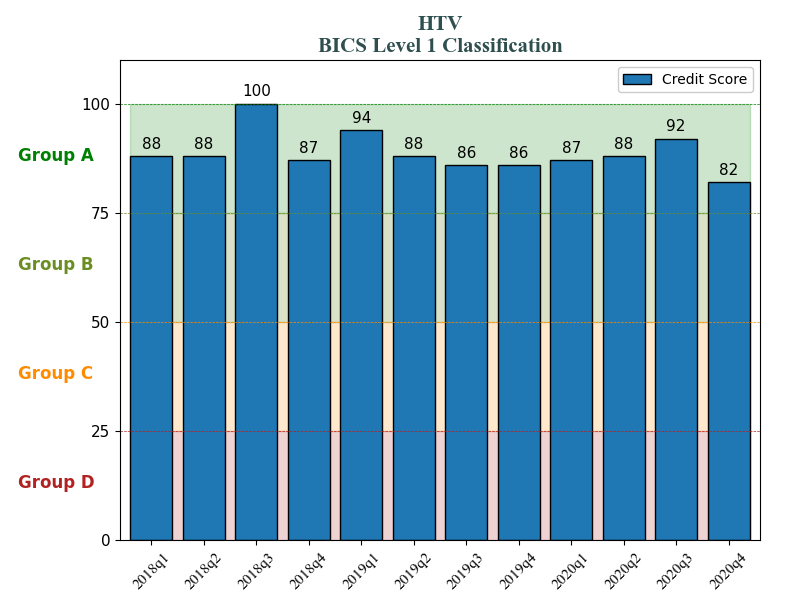 HTV
BICS Level 1 Classification
Credit Score
100
75
50
25
0
Group A
Group B
Group C
Group D
88
88
100
87
94
88
86
86
87
88
92
82
2018q1
2018q2
2018q3
2018q4
2019q1
2019q2
2019q3
2019q4
2020q1
2020q2
2020q3
2020q4